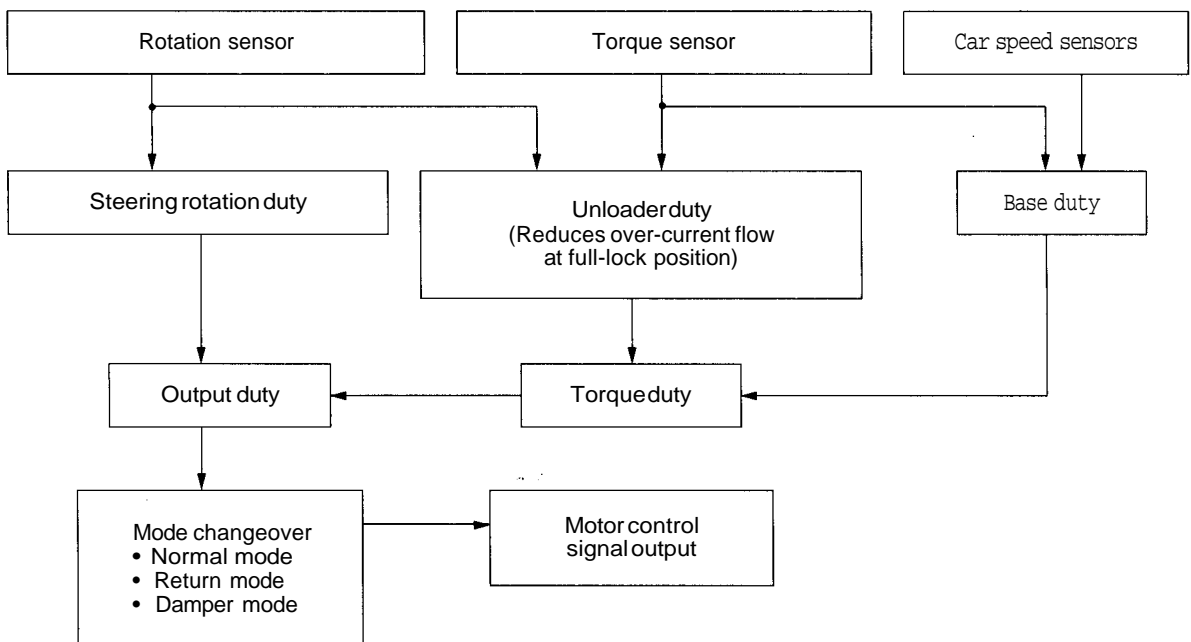 Rotation sensor
Torque sensor
Car speed sensors
Steering rotation duty
Unloader duty
(Reduces over-current flow
at full-lock position)
Base duty
Output duty
Torque duty
Mode changeover
• Normal mode
• Return mode
• Damper mode
Motor control
signal output